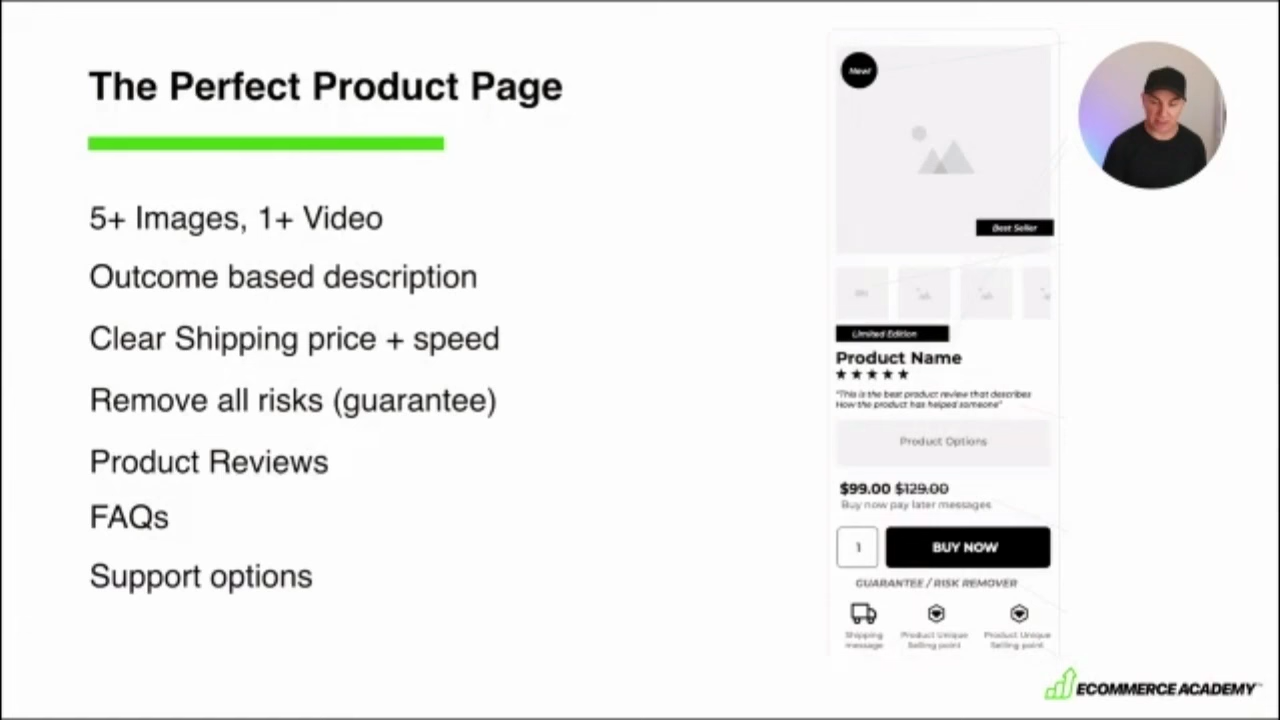 The Perfect Product Page
5+ Images, 1+ Video
Outcome based description
Clear Shipping price + speed
Remove all risks (guarantee)
Product Reviews
FAQs
Support options
New!
Best Seller
Limited Edition
Product Name
"This is the best product review that describes
How the product has helped someone"
Product Options
$99.00 $129.00
Buy now pay later messages
1
BUY NOW
GUARANTEE / RISK REMOVER
Shipping
message
Product Unique
Selling point
Product Unique
Selling point
ECOMMERCE ACADEMY™